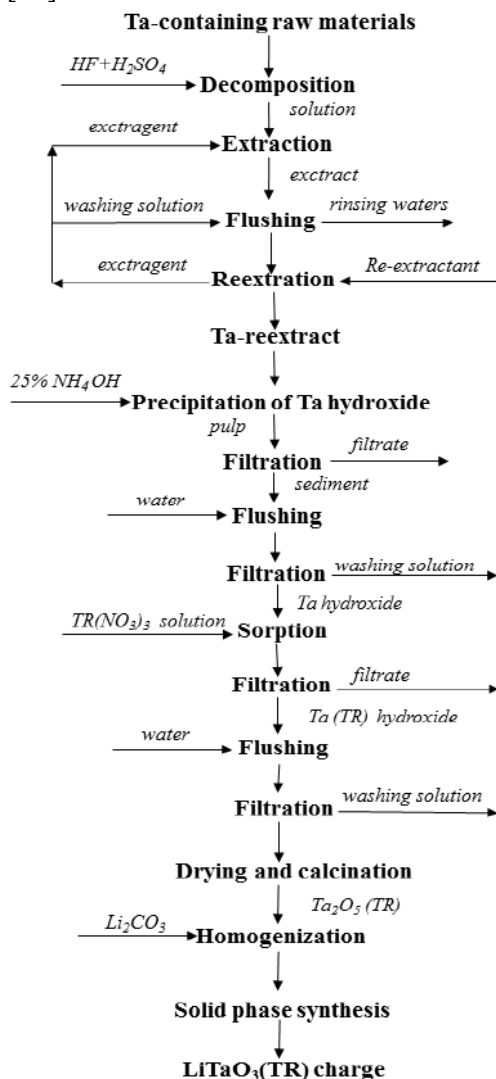 Ta-containing raw materials
HF+H2SO4
Decomposition
solution
exctragent
Extraction
exctract
washing solution
rinsing waters
Flushing
exctragent
Re-extractant
Reextration
Ta-reextract
25% NH4OH
Precipitation of Ta hydroxide
pulp
filtrate
Filtration
sediment
water
Flushing
washing solution
Filtration
Ta hydroxide
TR(NO3)3 solution
Sorption
filtrate
Filtration
Ta (TR) hydroxide
water
Flushing
washing solution
Filtration
Drying and calcination
Ta2O5 (TR)
Li2CO3
Homogenization
Solid phase synthesis
LiTaO3(TR) charge